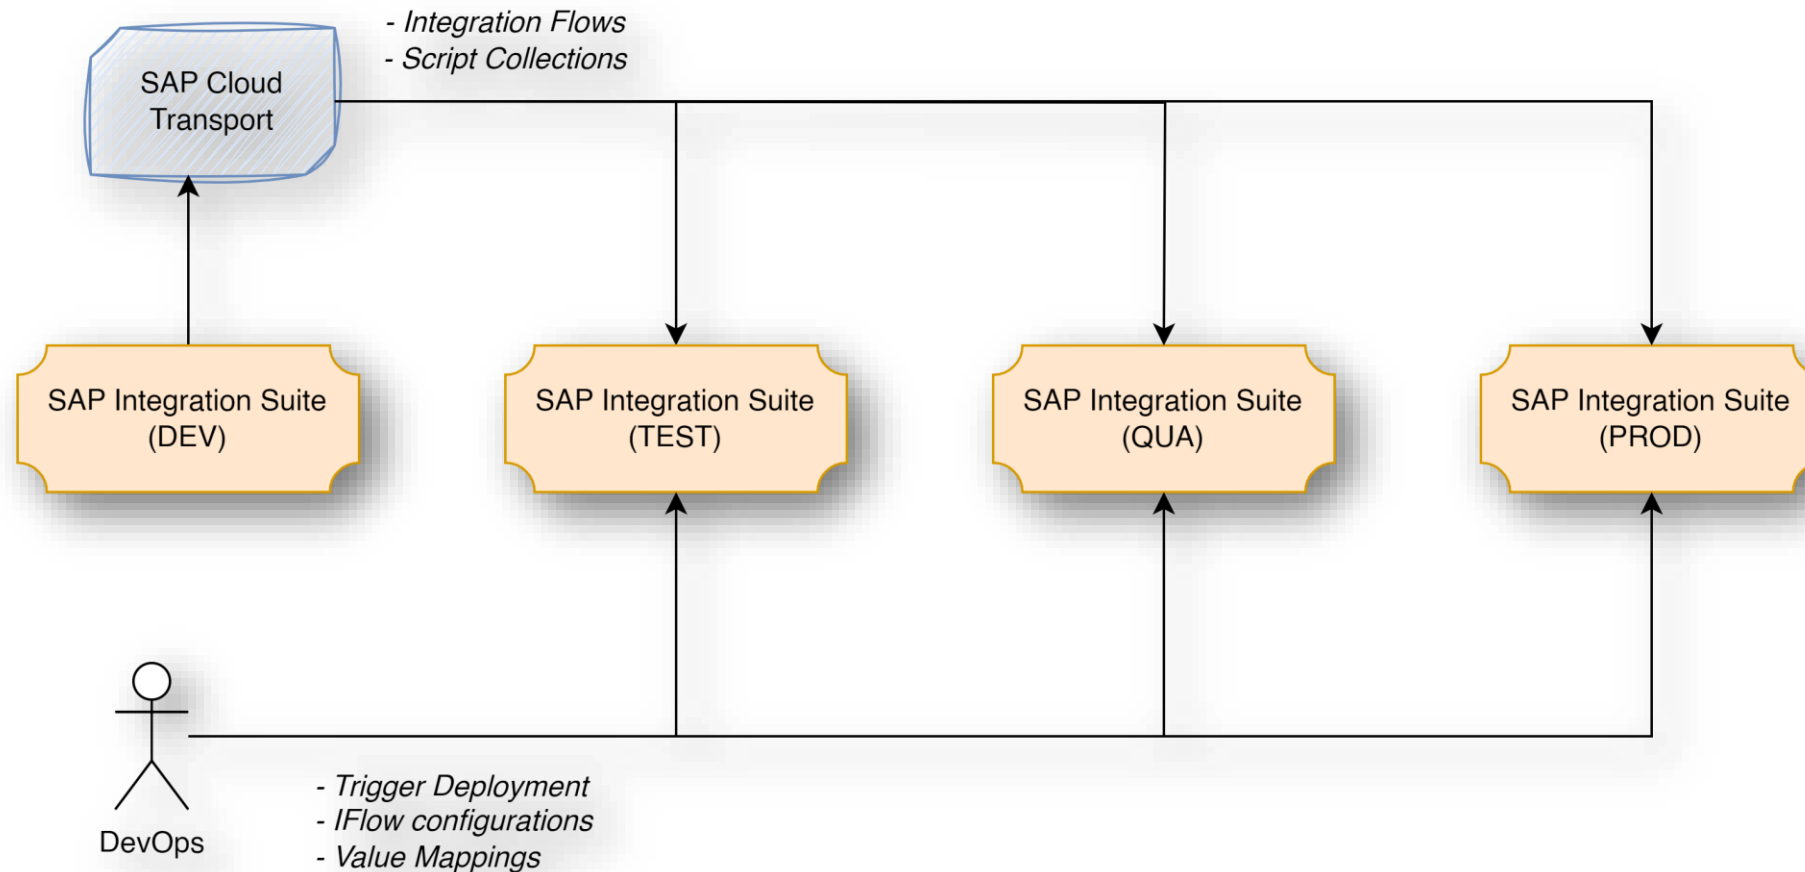 - Integration Flows
- Script Collections
SAP Cloud
Transport
SAP Integration Suite
(DEV)
SAP Integration Suite
(TEST)
SAP Integration Suite
(QUA)
SAP Integration Suite
(PROD)
DevOps
- Trigger Deployment
- IFlow configurations
- Value Mappings